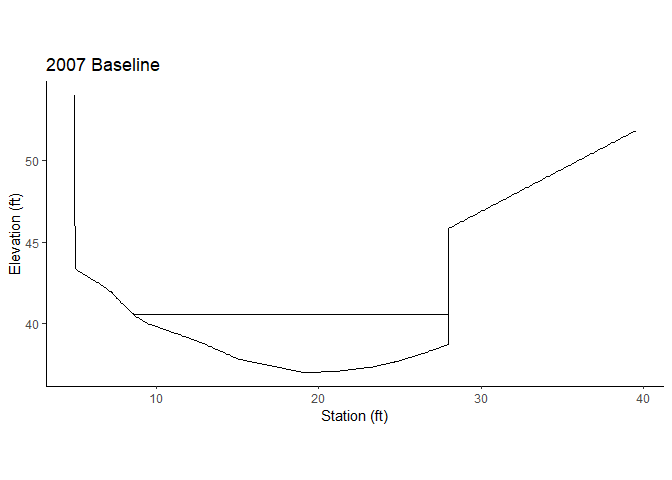 2007 Baseline
50
45
40
Elevation (ft)
10 20 30 40
Station (ft)